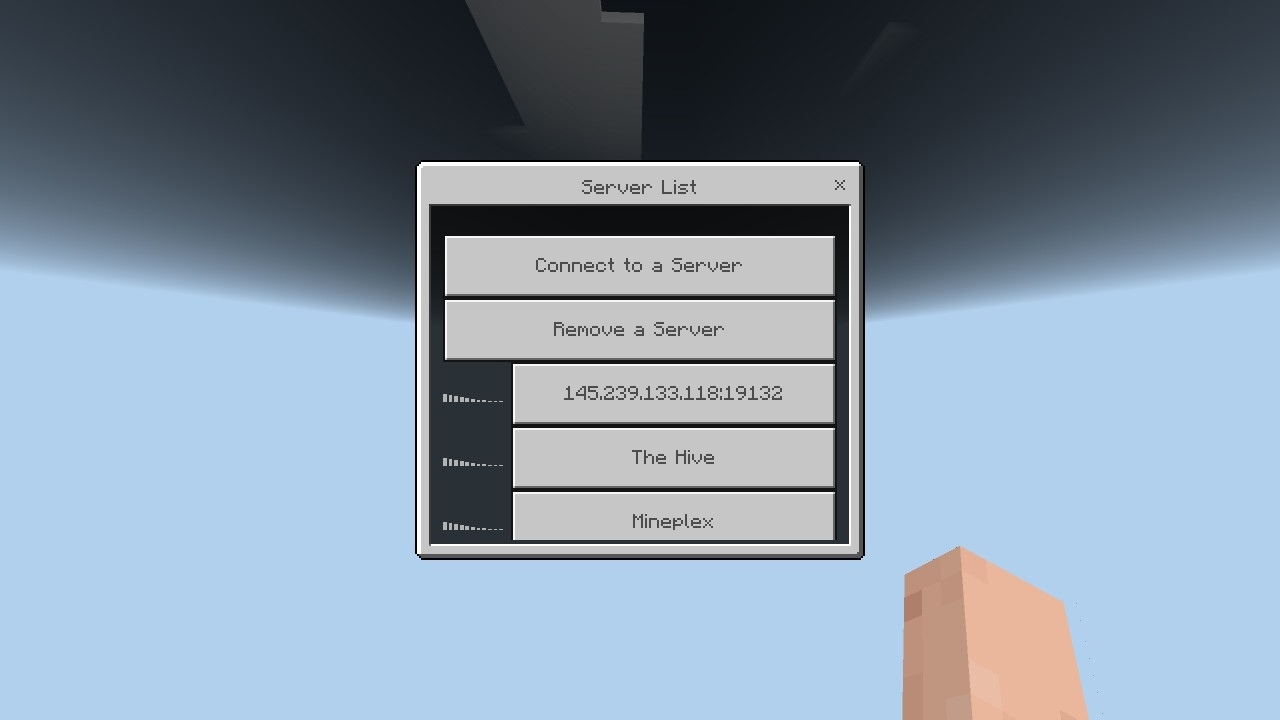 Server List
Connect to a Server
Remove a Server
145.239.133.118:19132
The Hive
Mineplex